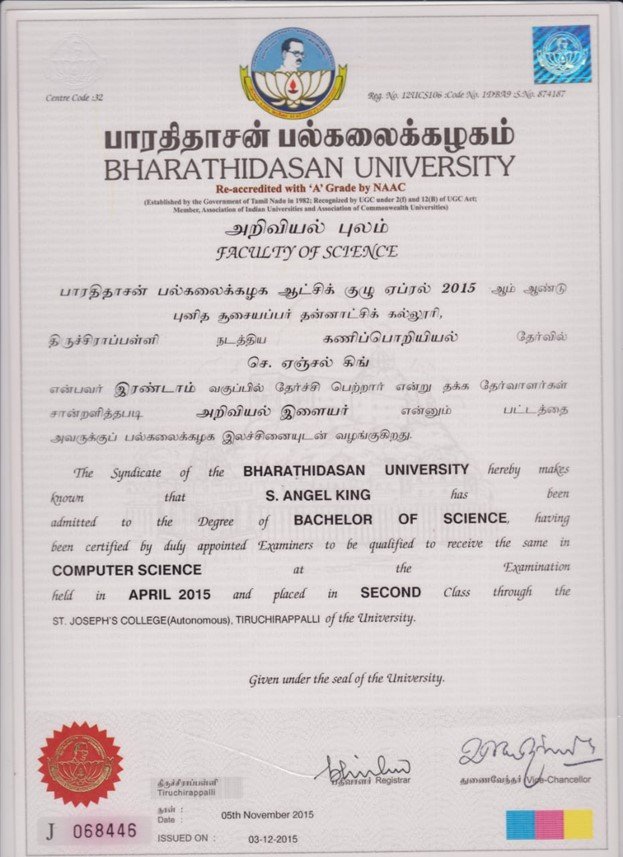 Centre Code :32
Reg. No. 12UCS106 :Code No. 1DBA9 :S.No. 874187
பாரதிதாசன் பல்கலைக்கழகம்
BHARATHIDASAN UNIVERSITY
Re-accredited with ‘A’ Grade by NAAC
(Established by the Government of Tamil Nadu in 1982; Recognized by UGC under 2(f) and 12(B) of UGC Act;
Member, Association of Indian Universities and Association of Commonwealth Universities)
அறிவியல் புலம்
FACULTY OF SCIENCE
பாரதிதாசன் பல்கலைக்கழக ஆட்சிக் குழு ஏப்ரல் 2015 ஆம் ஆண்டு
புனித சூசையப்பர் தன்னாட்சிக் கல்லூரி,
திருச்சிராப்பள்ளி நடத்திய கணிப்பொறியியல் தேர்வில்
செ. ஏஞ்சல் கிங்
என்பவர் இரண்டாம் வகுப்பில் தேர்ச்சி பெற்றார் என்று தக்க தேர்வாளர்கள்
சான்றளித்தபடி அறிவியல் இளையர் என்னும் பட்டத்தை
அவருக்குப் பல்கலைக்கழக இலச்சினையுடன் வழங்குகிறது.
The Syndicate of the BHARATHIDASAN UNIVERSITY hereby makes
known that S. ANGEL KING has been
admitted to the Degree of BACHELOR OF SCIENCE, having
been certified by duly appointed Examiners to be qualified to receive the same in
COMPUTER SCIENCE at the Examination
held in APRIL 2015 and placed in SECOND Class through the
ST. JOSEPH'S COLLEGE(Autonomous), TIRUCHIRAPPALLI of the University.
Given under the seal of the University.
திருச்சிராப்பள்ளி
Tiruchirappalli
பதிவாளர் Registrar
துணைவேந்தர் Vice-Chancellor
நாள் :
Date : 05th November 2015
J 068446
ISSUED ON : 03-12-2015